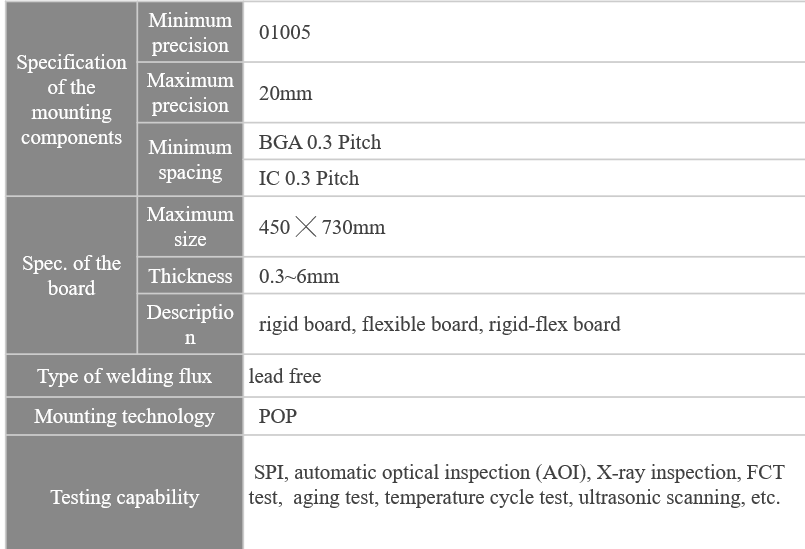 Specification
of the
mounting
components
Minimum
precision
01005
Maximum
precision
20mm
Minimum
spacing
BGA 0.3 Pitch
IC 0.3 Pitch
Spec. of the
board
Maximum
size
450╳730mm
Thickness
0.3~6mm
Descriptio
n
rigid board, flexible board, rigid-flex board
Type of welding flux
lead free
Mounting technology
POP
Testing capability
SPI, automatic optical inspection (AOI), X-ray inspection, FCT
test,  aging test, temperature cycle test, ultrasonic scanning, etc.